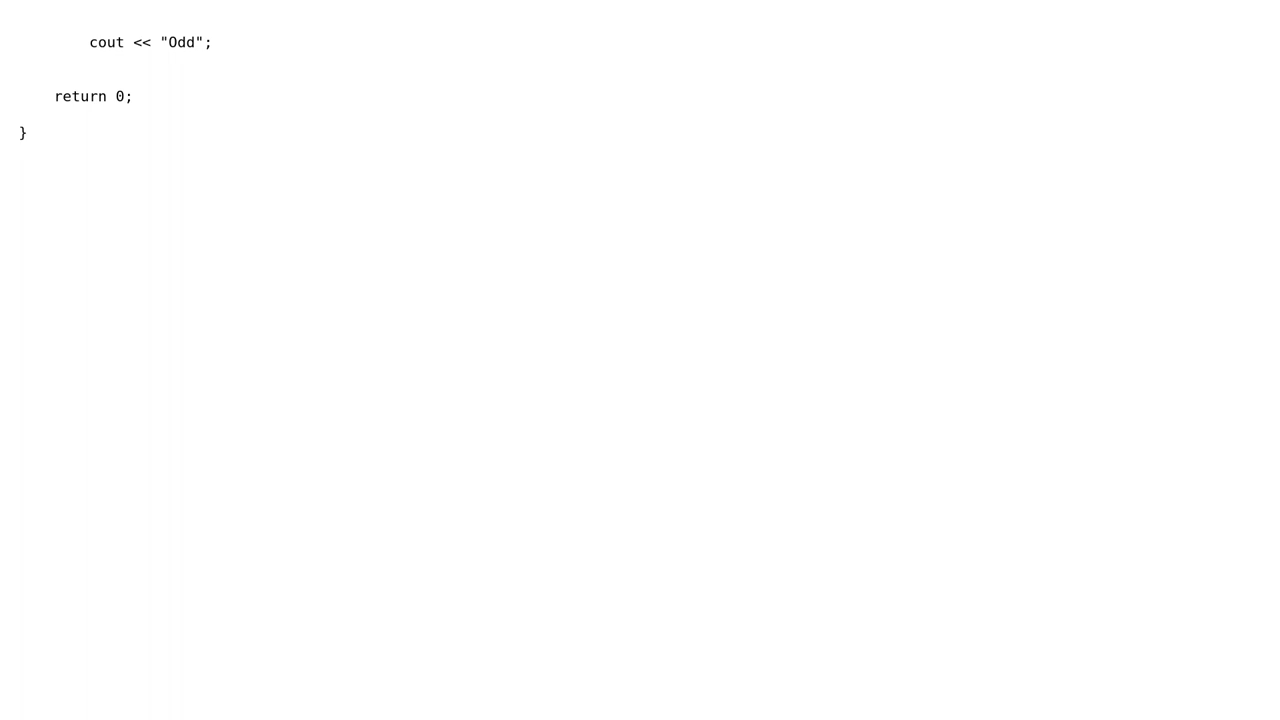 cout << "Odd";
    return 0;
}